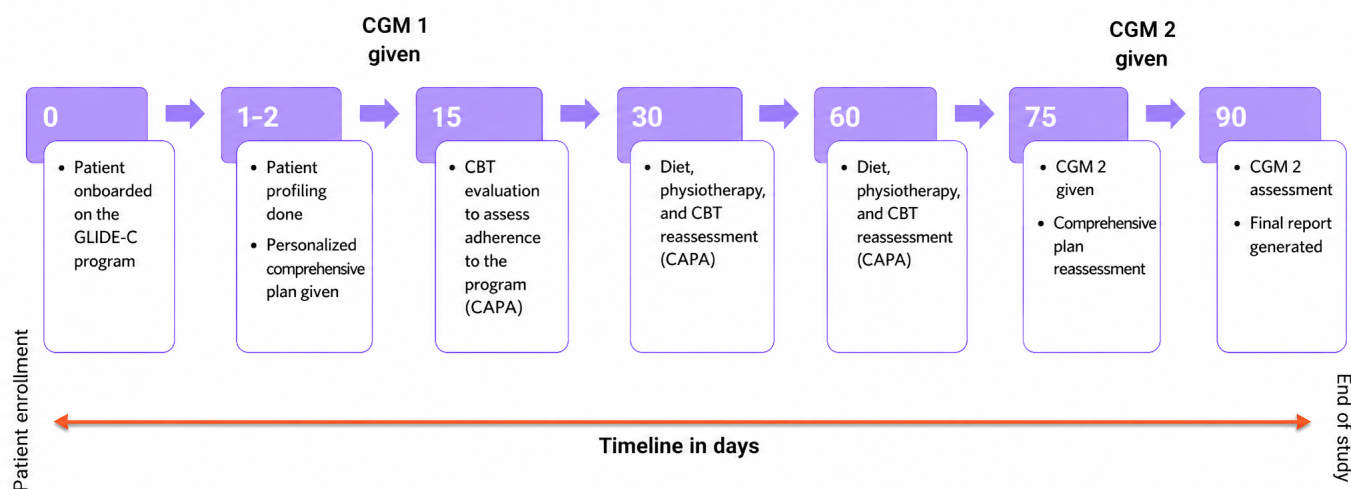 CGM 1
given
CGM 2
given
0
1-2
15
30
60
75
90
• Patient
onboarded
on the
GLIDE-C
program
• Patient
profiling
done
• Personalized
comprehensive
plan given
• CBT
evaluation
to assess
adherence
to the
program
(CAPA)
• Diet,
physiotherapy,
and CBT
reassessment
(CAPA)
• Diet,
physiotherapy,
and CBT
reassessment
(CAPA)
• CGM 2
given
• Comprehensive
plan
reassessment
• CGM 2
assessment
• Final report
generated
Patient enrollment
Timeline in days
End of study